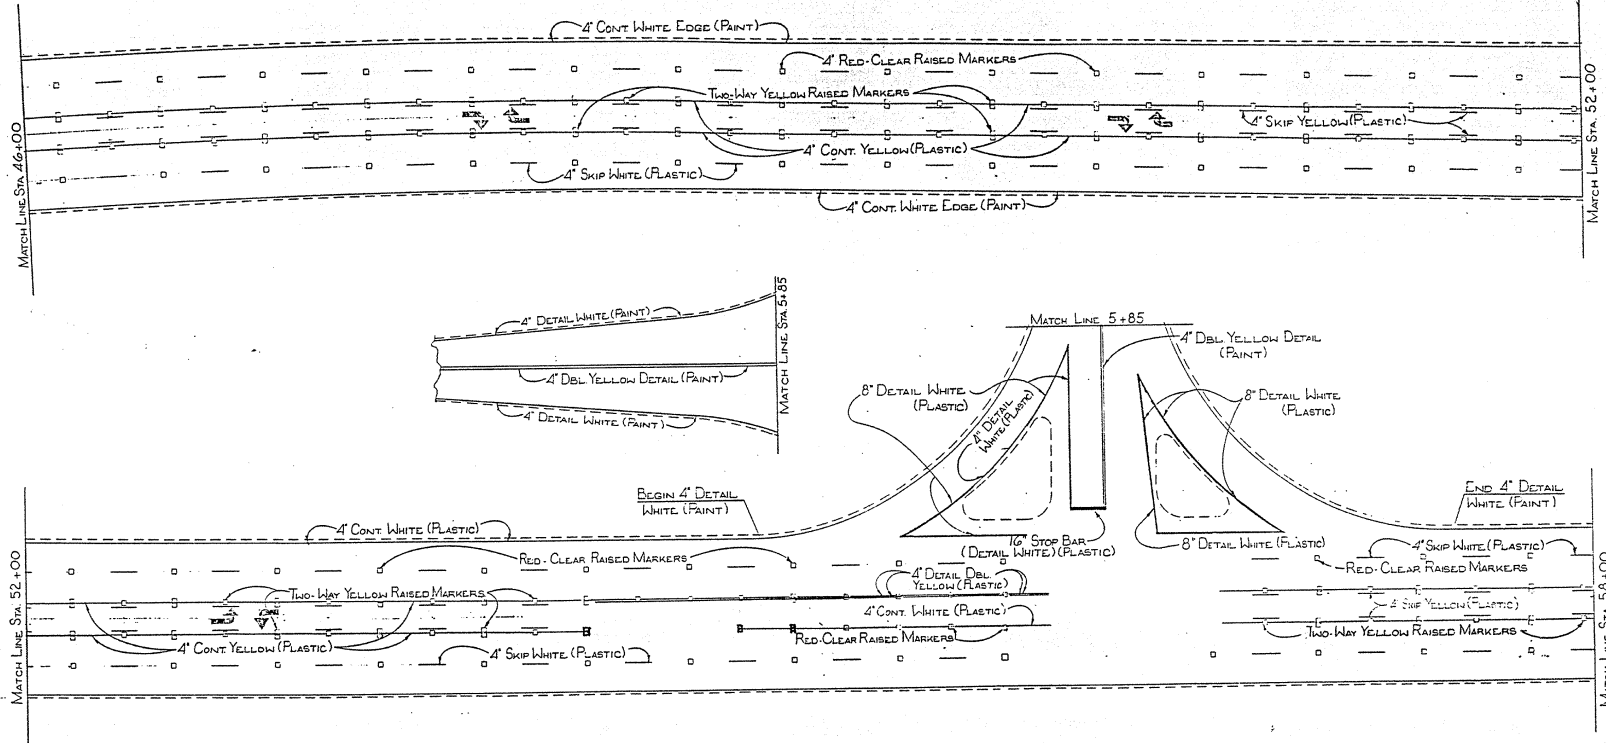 4" CONT. WHITE EDGE (PAINT)
4" RED-CLEAR RAISED MARKERS
TWO-WAY YELLOW RAISED MARKERS
4" SKIP YELLOW (PLASTIC)
4" CONT. YELLOW (PLASTIC)
4" SKIP WHITE (PLASTIC)
4" CONT. WHITE EDGE (PAINT)
MATCH LINE STA. 46+00
MATCH LINE STA. 52+00
4" DETAIL WHITE (PAINT)
4" DBL. YELLOW DETAIL (PAINT)
4" DETAIL WHITE (PAINT)
MATCH LINE STA. 5+85
MATCH LINE 5+85
4" DBL. YELLOW DETAIL
(PAINT)
8" DETAIL WHITE
(PLASTIC)
4" DETAIL
WHITE (PLASTIC)
8" DETAIL WHITE
(PLASTIC)
BEGIN 4" DETAIL
WHITE (PAINT)
END 4" DETAIL
WHITE (PAINT)
4" CONT. WHITE (PLASTIC)
16" STOP BAR
(DETAIL WHITE) (PLASTIC)
8" DETAIL WHITE (PLASTIC)
4" SKIP WHITE (PLASTIC)
RED-CLEAR RAISED MARKERS
RED-CLEAR RAISED MARKERS
4" DETAIL DBL.
YELLOW (PLASTIC)
TWO-WAY YELLOW RAISED MARKERS
4" CONT. WHITE (PLASTIC)
4" SKIP YELLOW (PLASTIC)
RED-CLEAR RAISED MARKERS
TWO-WAY YELLOW RAISED MARKERS
4" CONT. YELLOW (PLASTIC)
4" SKIP WHITE (PLASTIC)
MATCH LINE STA. 52+00
MATCH LINE STA. 58+00